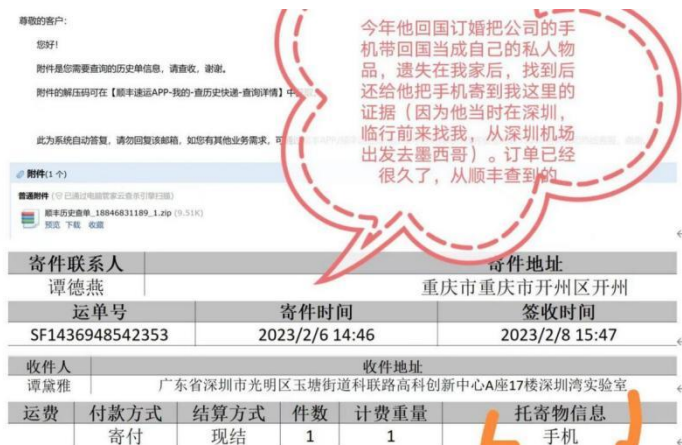 尊敬的客户：
您好！
附件是您需要查询的历史单信息，请查收，谢谢。
附件的解压码可在【顺丰速运APP-我的-查历史快递-查询详情】中
此为系统自动答复，请勿回复该邮箱，如您有其他业务需求，可
今年他回国订婚把公司的手
机带回国当成自己的私人物
品，遗失在我家后，找到后
还给他把手机寄到我这里的
证据（因为他当时在深圳，
临行前来找我，从深圳机场
出发去墨西哥）。订单已经
很久了，从顺丰查到的
附件(1 个)
普通附件 (已通过电脑管家云查杀引擎扫描)
顺丰历史查单_18846831189_1.zip (9.51K)
预览 下载 收藏
寄件联系人 寄件地址
谭德燕 重庆市重庆市开州区开州
运单号 寄件时间 签收时间
SF1436948542353 2023/2/6 14:46 2023/2/8 15:47
收件人 收件地址
谭黛雅 广东省深圳市光明区玉塘街道科联路高科创新中心A座17楼深圳湾实验室
运费 付款方式 结算方式 件数 计费重量 托寄物信息
寄付 现结 1 1 手机